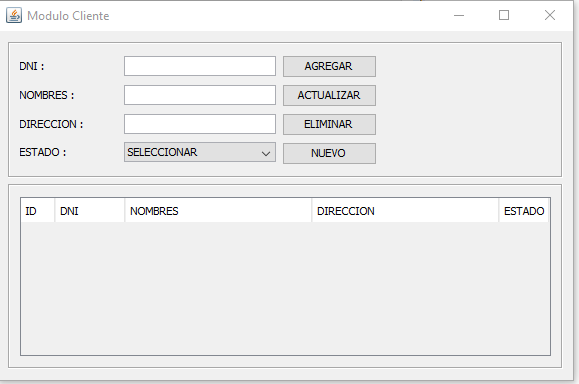 Modulo Cliente
DNI : AGREGAR
NOMBRES : ACTUALIZAR
DIRECCION : ELIMINAR
ESTADO : SELECCIONAR NUEVO
ID DNI NOMBRES DIRECCION ESTADO